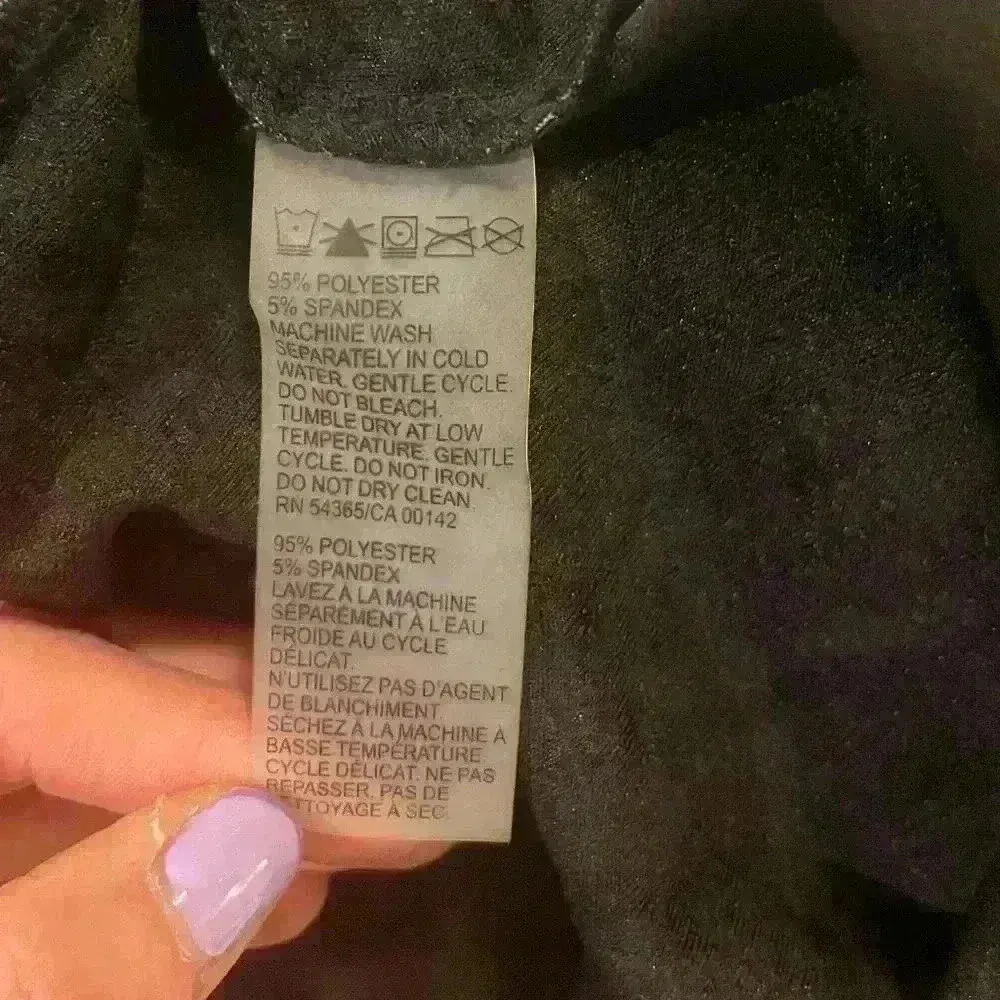 95% POLYESTER
5% SPANDEX
MACHINE WASH
SEPARATELY IN COLD
WATER. GENTLE CYCLE.
DO NOT BLEACH.
TUMBLE DRY AT LOW
TEMPERATURE. GENTLE
CYCLE. DO NOT IRON.
DO NOT DRY CLEAN
RN 54365/CA 00142
95% POLYESTER
5% SPANDEX
LAVEZ À LA MACHINE
SÉPARÉMENT À L'EAU
FROIDE AU CYCLE
DÉLICAT.
N'UTILISEZ PAS D'AGENT
DE BLANCHIMENT.
SÉCHEZ À LA MACHINE À
BASSE TEMPÉRATURE
CYCLE DÉLICAT. NE PAS
REPASSER. PAS DE
NETTOYAGE À SEC.